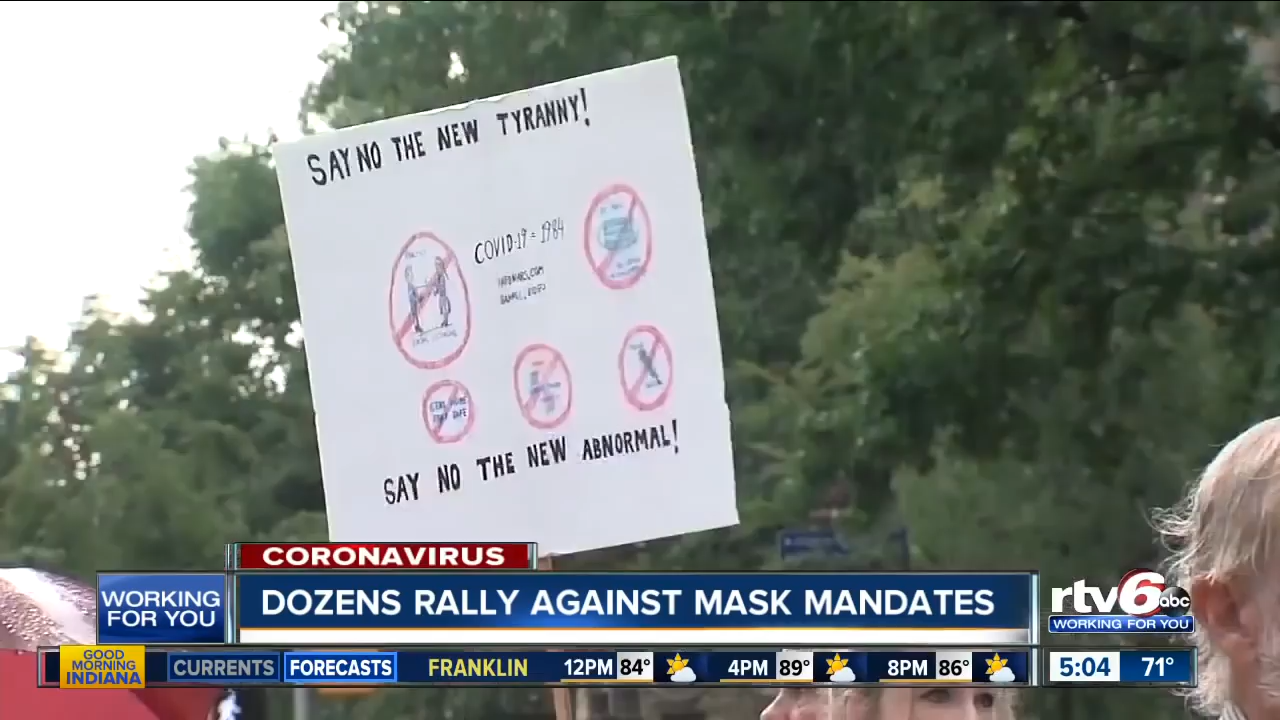 SAY NO THE NEW TYRANNY!
COVID-19 = 1984
INFOWARS.COM
SAY NO THE NEW ABNORMAL!
CORONAVIRUS
WORKING FOR YOU
DOZENS RALLY AGAINST MASK MANDATES
rtv6 abc
WORKING FOR YOU
GOOD MORNING INDIANA
CURRENTS FORECASTS FRANKLIN 12PM 84° 4PM 89° 8PM 86°
5:04 71°